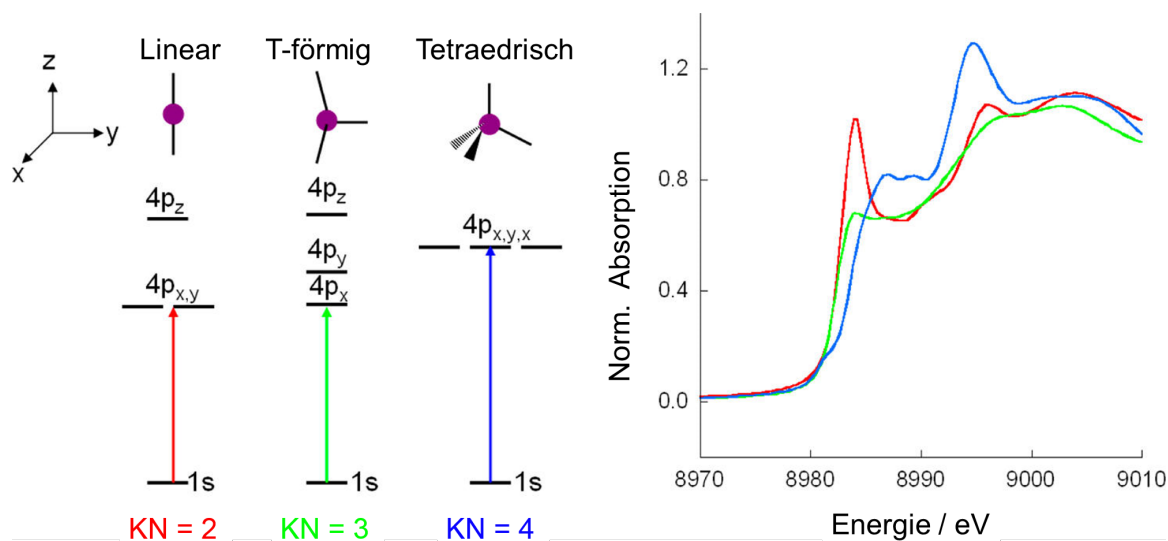 Linear
T-förmig
Tetraedrisch
z
y
x
4pz
4px,y
1s
KN = 2
4pz
4py
4px
1s
KN = 3
4px,y,x
1s
KN = 4
Norm. Absorption
1.2
0.8
0.4
0.0
8970
8980
8990
9000
9010
Energie / eV